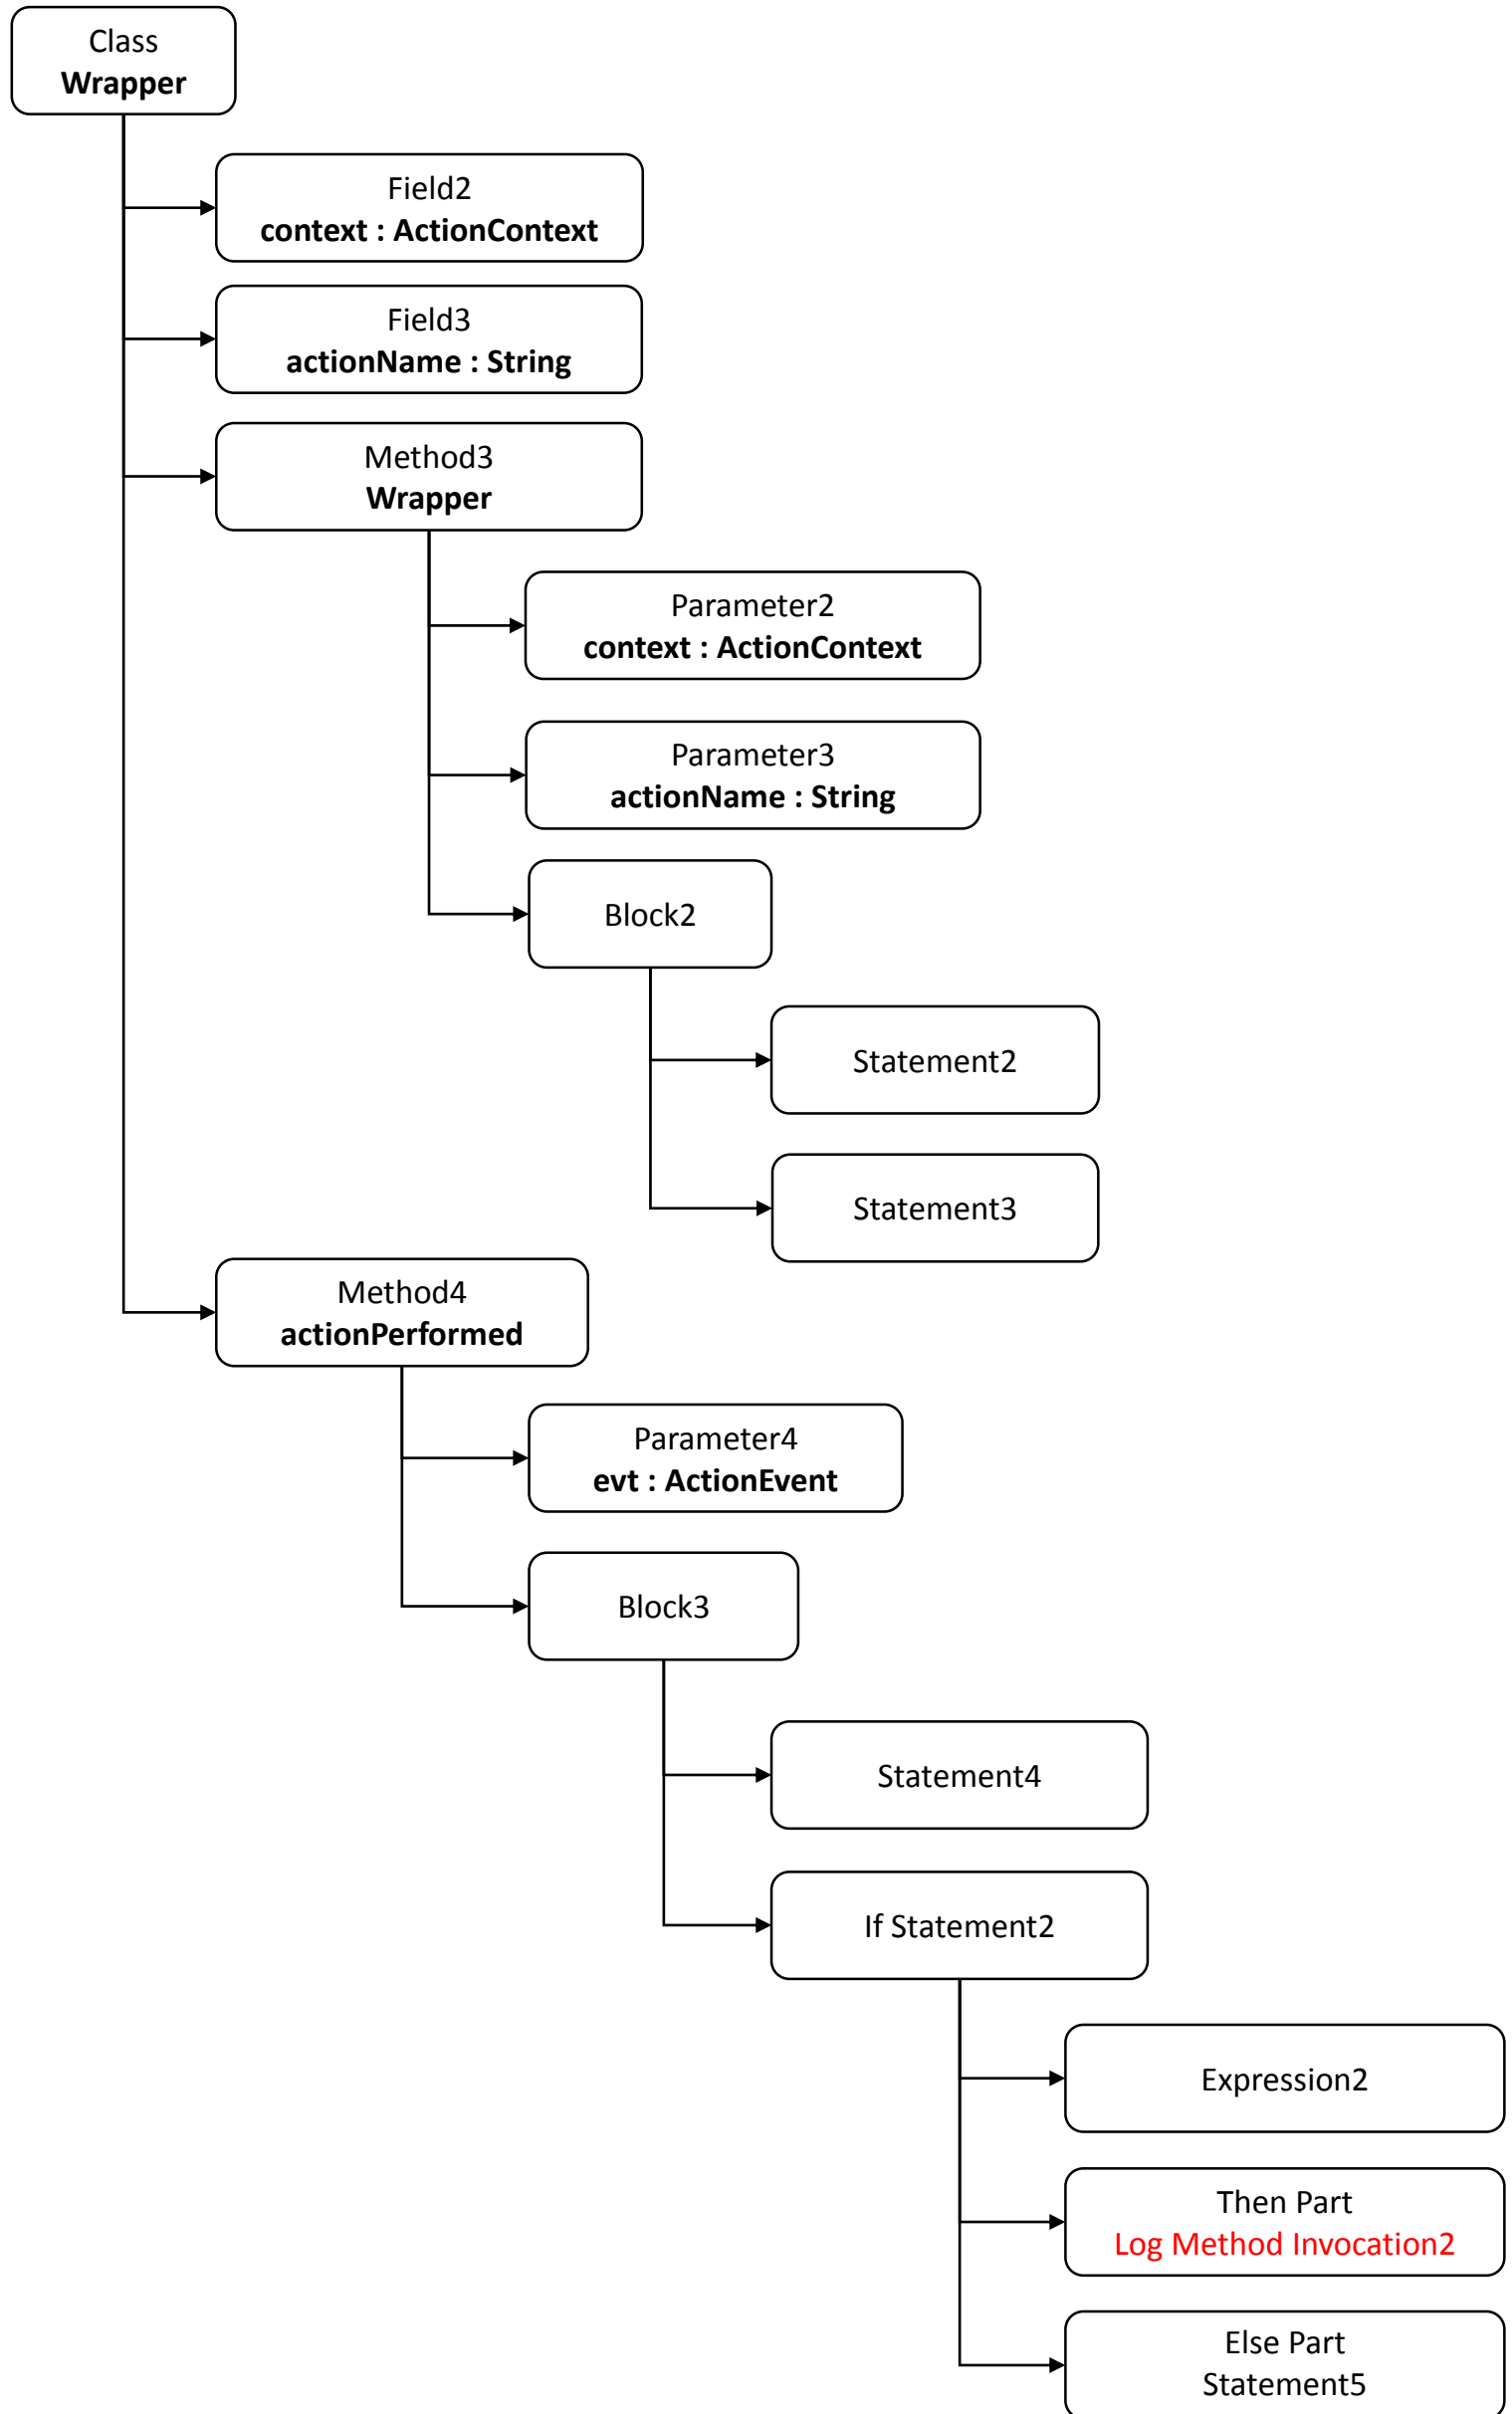 Class
Wrapper
Field2
context : ActionContext
Field3
actionName : String
Method3
Wrapper
Parameter2
context : ActionContext
Parameter3
actionName : String
Block2
Statement2
Statement3
Method4
actionPerformed
Parameter4
evt : ActionEvent
Block3
Statement4
If Statement2
Expression2
Then Part
Log Method Invocation2
Else Part
Statement5